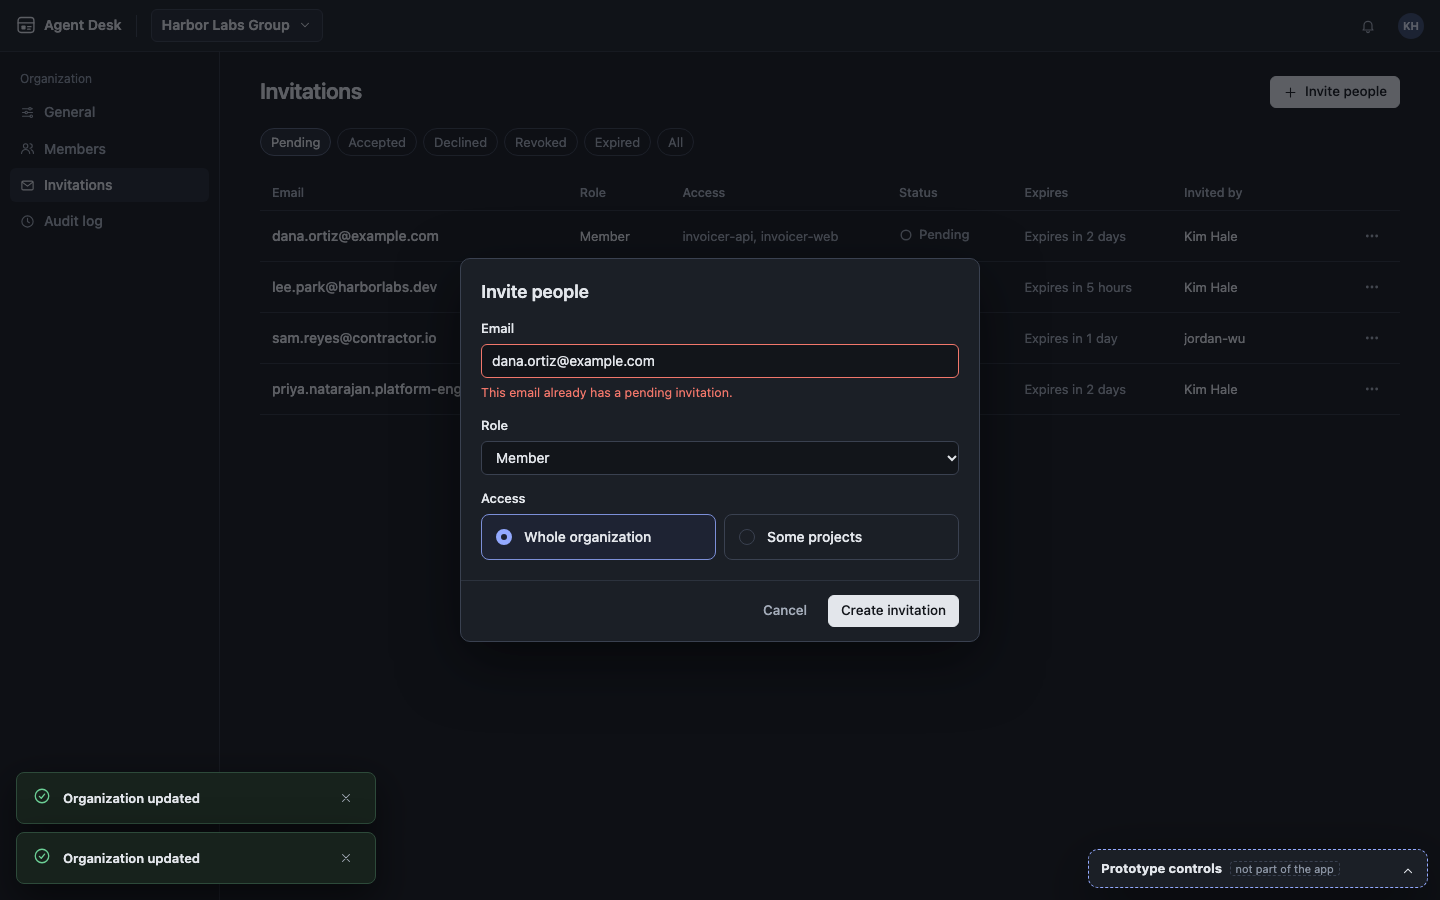 Agent Desk
Harbor Labs Group
KH
Organization
General
Members
Invitations
Audit log
Invitations
Invite people
Pending
Accepted
Declined
Revoked
Expired
All
Email Role Access Status Expires Invited by
dana.ortiz@example.com Member invoicer-api, invoicer-web Pending Expires in 2 days Kim Hale
lee.park@harborlabs.dev Expires in 5 hours Kim Hale
sam.reyes@contractor.io Expires in 1 day jordan-wu
priya.natarajan.platform-eng Expires in 2 days Kim Hale
Invite people
Email
dana.ortiz@example.com
This email already has a pending invitation.
Role
Member
Access
Whole organization
Some projects
Cancel
Create invitation
Organization updated
Organization updated
Prototype controls not part of the app